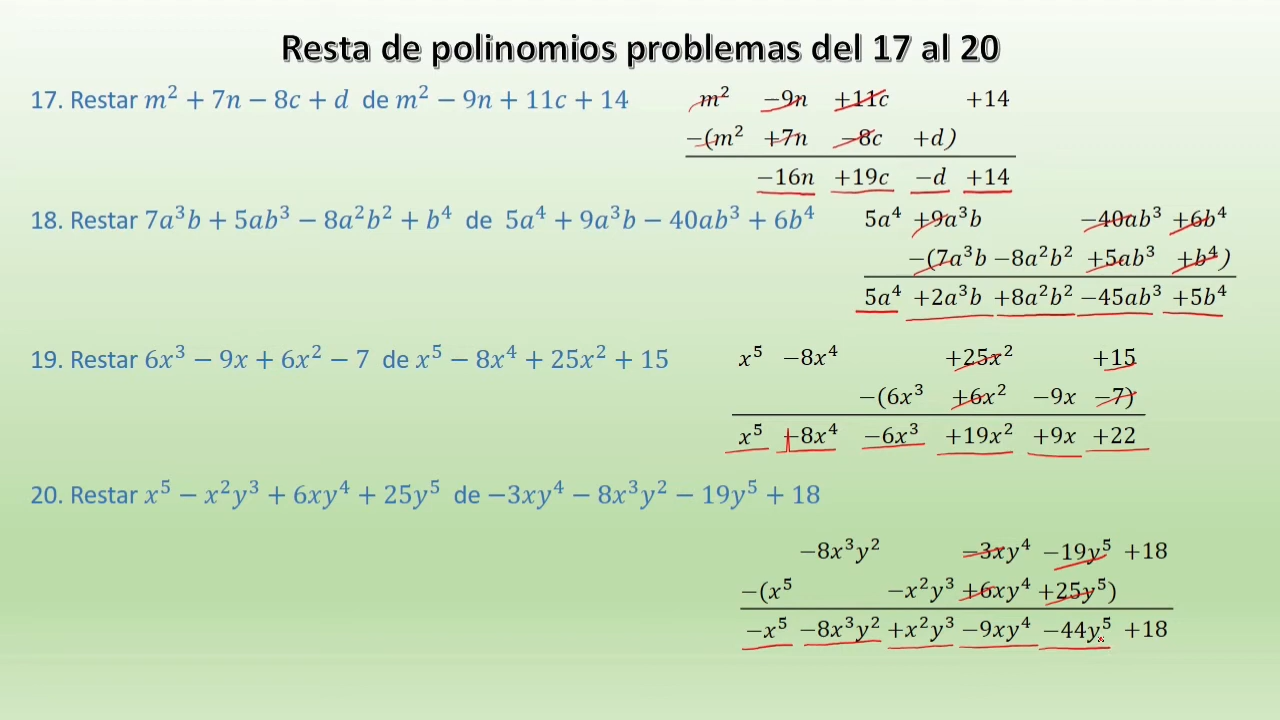 Resta de polinomios problemas del 17 al 20
17. Restar m² + 7n − 8c + d de m² − 9n + 11c + 14
m² −9n +11c +14
−(m² +7n −8c +d)
−16n +19c −d +14
18. Restar 7a³b + 5ab³ − 8a²b² + b⁴ de 5a⁴ + 9a³b − 40ab³ + 6b⁴
5a⁴ +9a³b −40ab³ +6b⁴
−(7a³b −8a²b² +5ab³ +b⁴)
5a⁴ +2a³b +8a²b² −45ab³ +5b⁴
19. Restar 6x³ − 9x + 6x² − 7 de x⁵ − 8x⁴ + 25x² + 15
x⁵ −8x⁴ +25x² +15
−(6x³ +6x² −9x −7)
x⁵ +8x⁴ −6x³ +19x² +9x +22
20. Restar x⁵ − x²y³ + 6xy⁴ + 25y⁵ de −3xy⁴ − 8x³y² − 19y⁵ + 18
−8x³y² −3xy⁴ −19y⁵ +18
−(x⁵ −x²y³ +6xy⁴ +25y⁵)
−x⁵ −8x³y² +x²y³ −9xy⁴ −44y⁵ +18